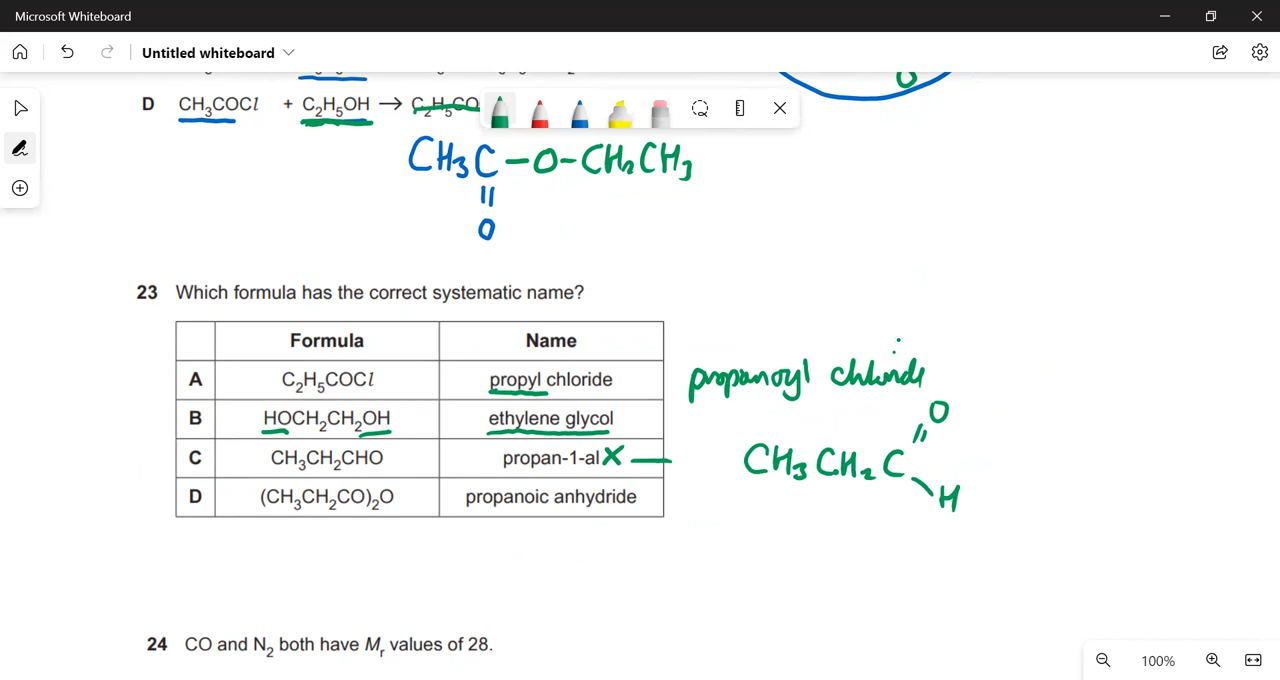 Microsoft Whiteboard
Untitled whiteboard
D CH3COCl + C2H5OH → C2H5CO
CH3C–O–CH2CH3
||
O
23 Which formula has the correct systematic name?
Formula Name
A C2H5COCl propyl chloride propanoyl chloride
B HOCH2CH2OH ethylene glycol
C CH3CH2CHO propan-1-al X — CH3CH2C
O
H
D (CH3CH2CO)2O propanoic anhydride
24 CO and N2 both have Mr values of 28.
100%